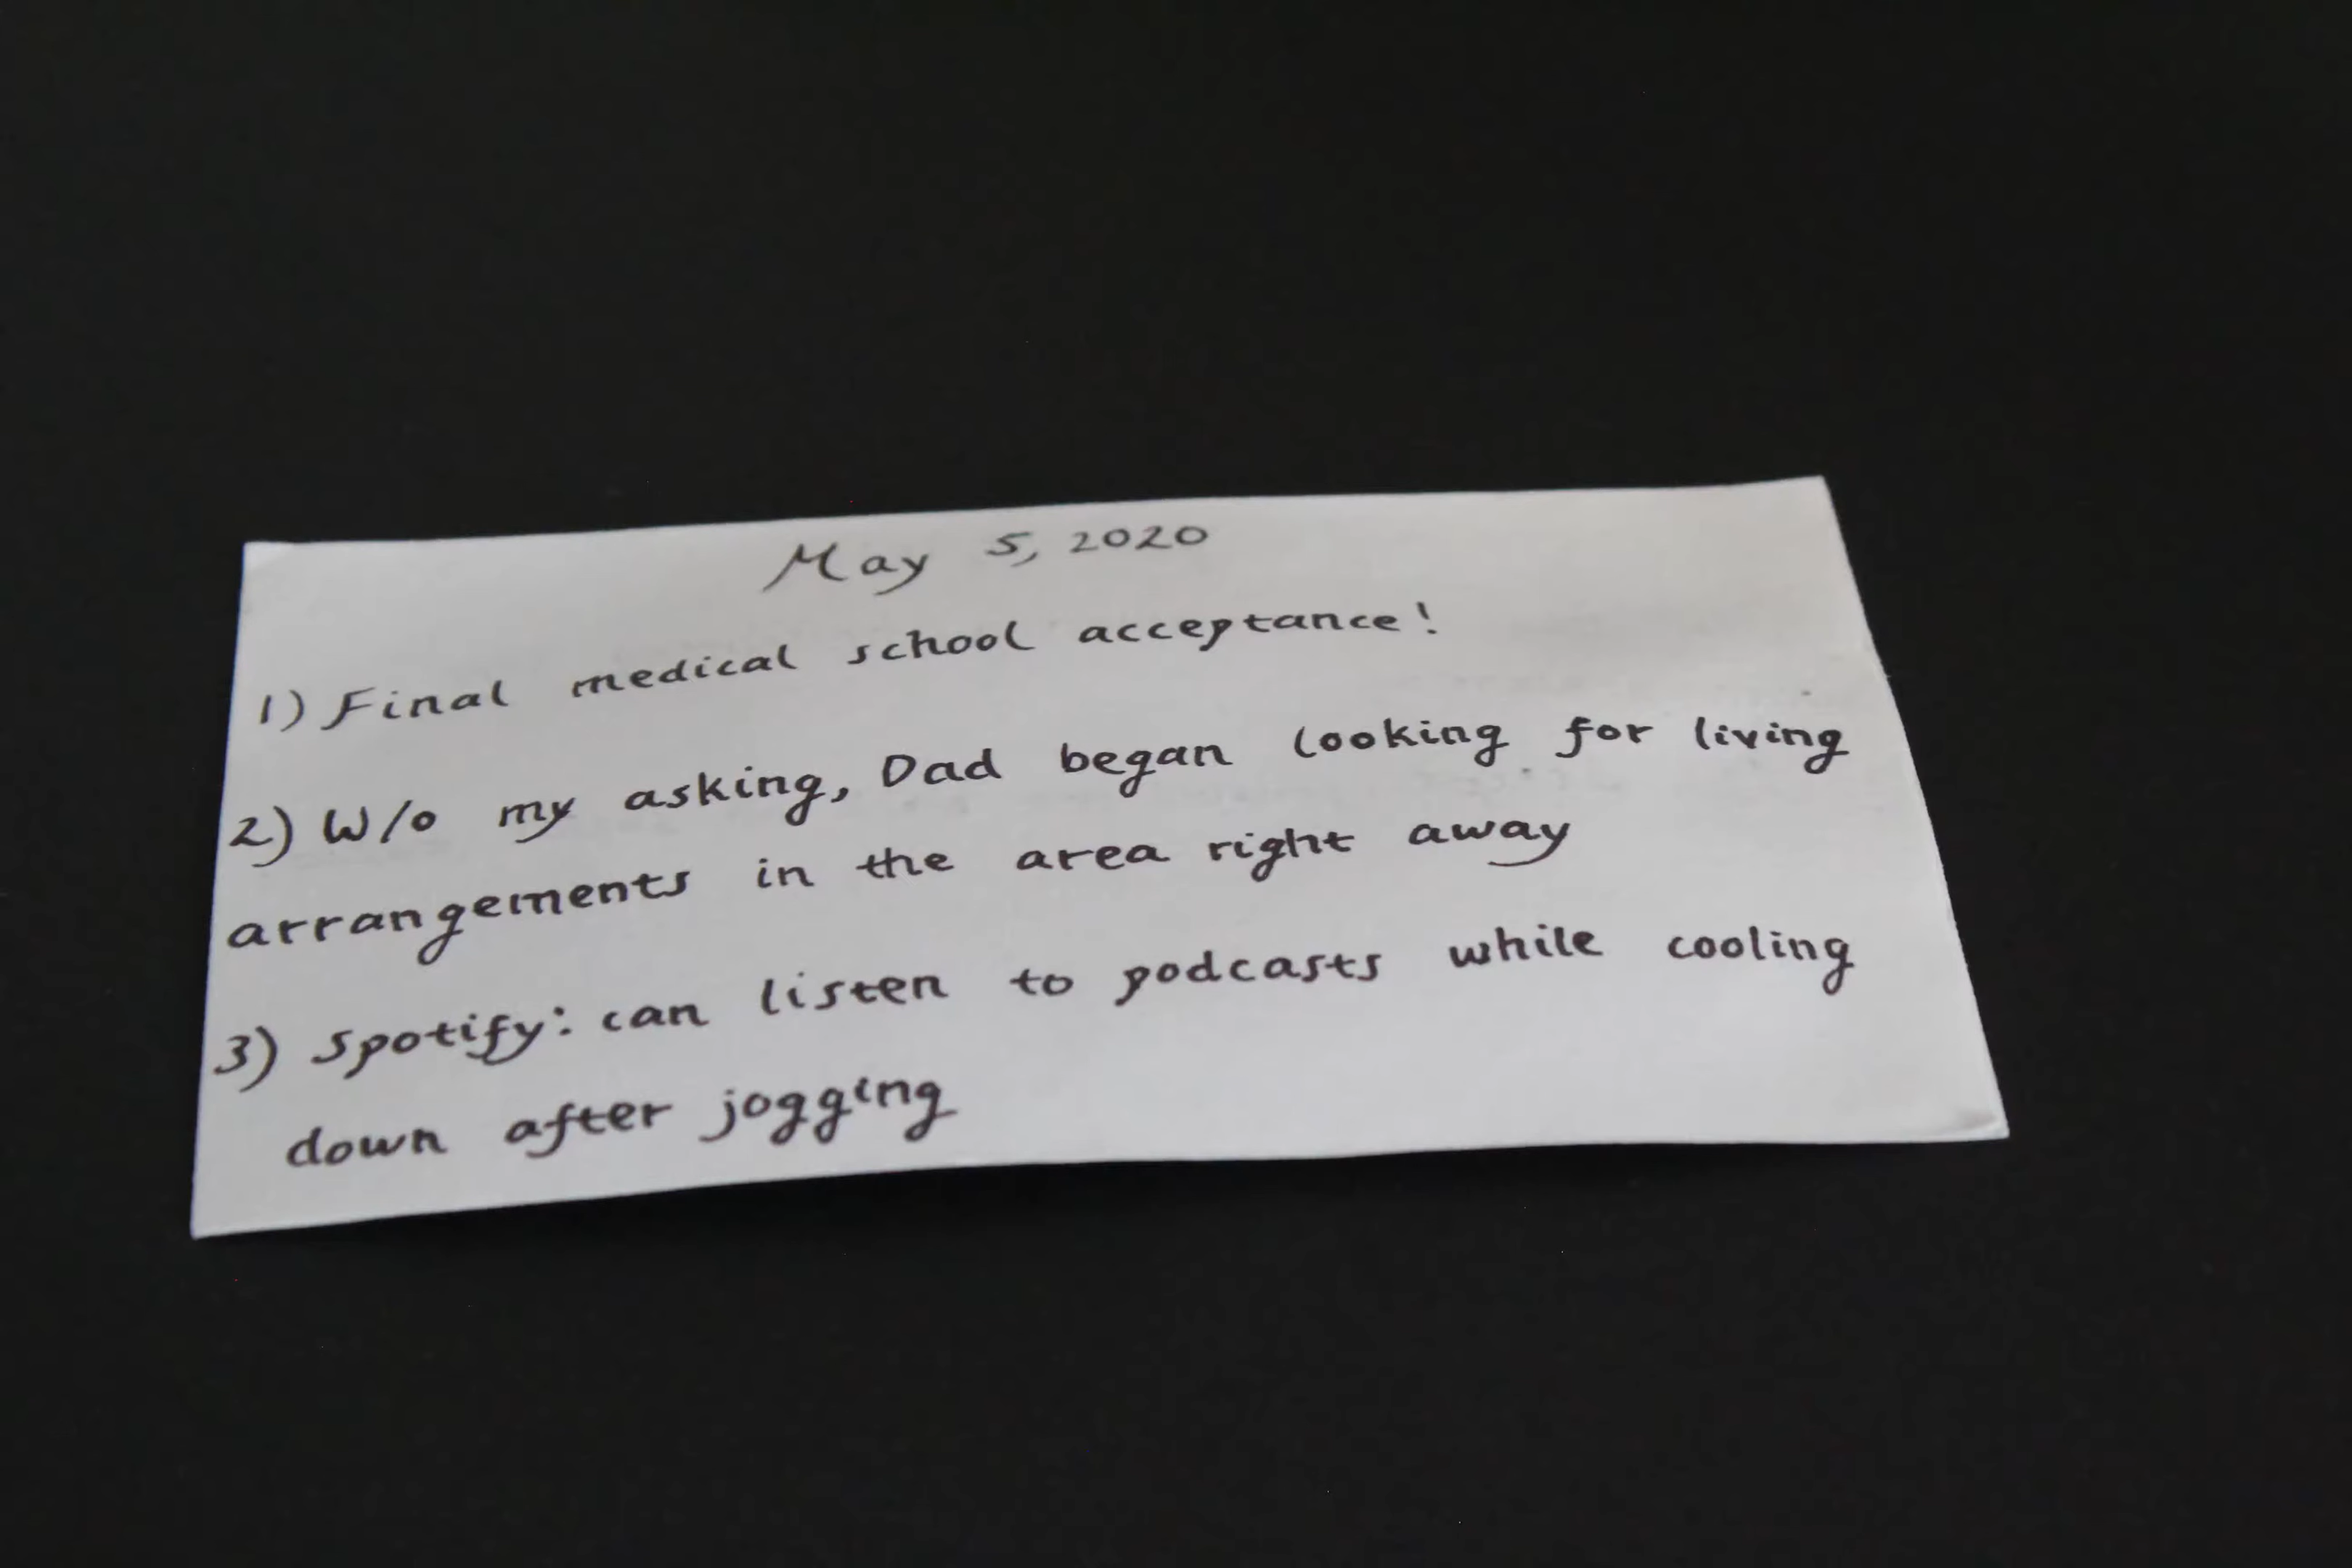 May 5, 2020
1) Final medical school acceptance!
2) W/o my asking, Dad began looking for living
arrangements in the area right away
3) Spotify: can listen to podcasts while cooling
down after jogging